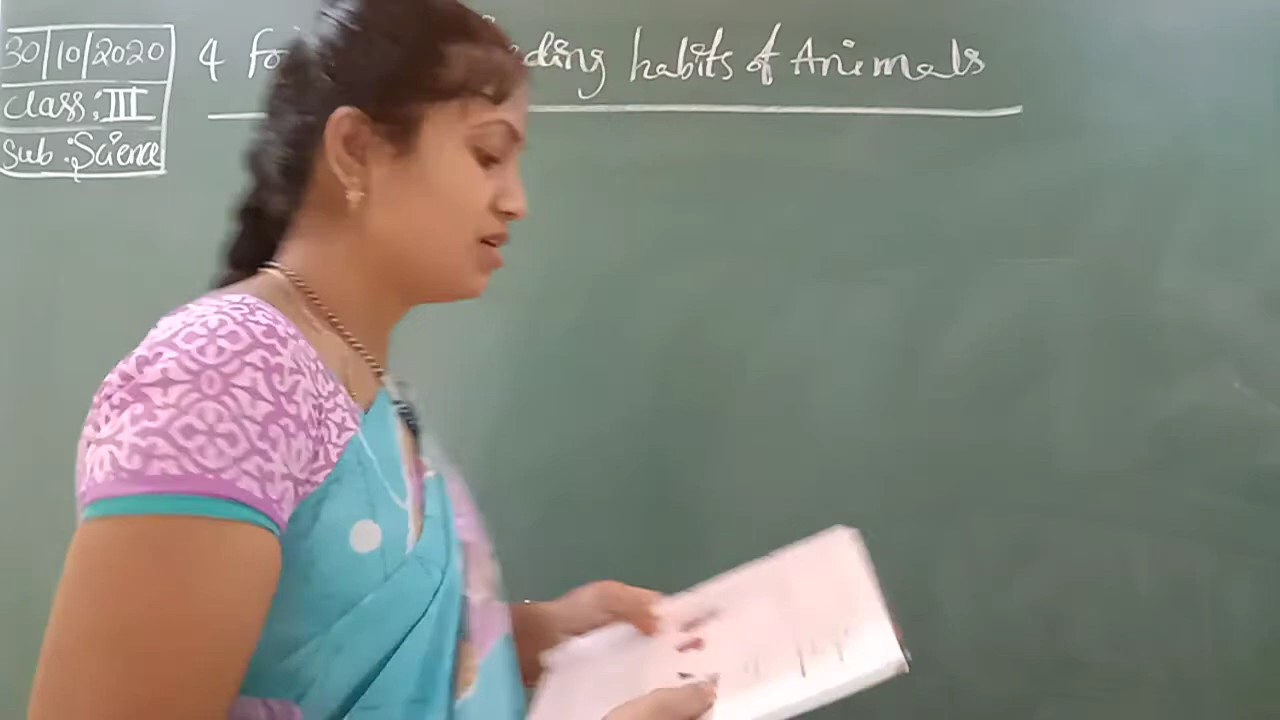 30/10/2020
class: III
Sub: Science
4 habits of Animals